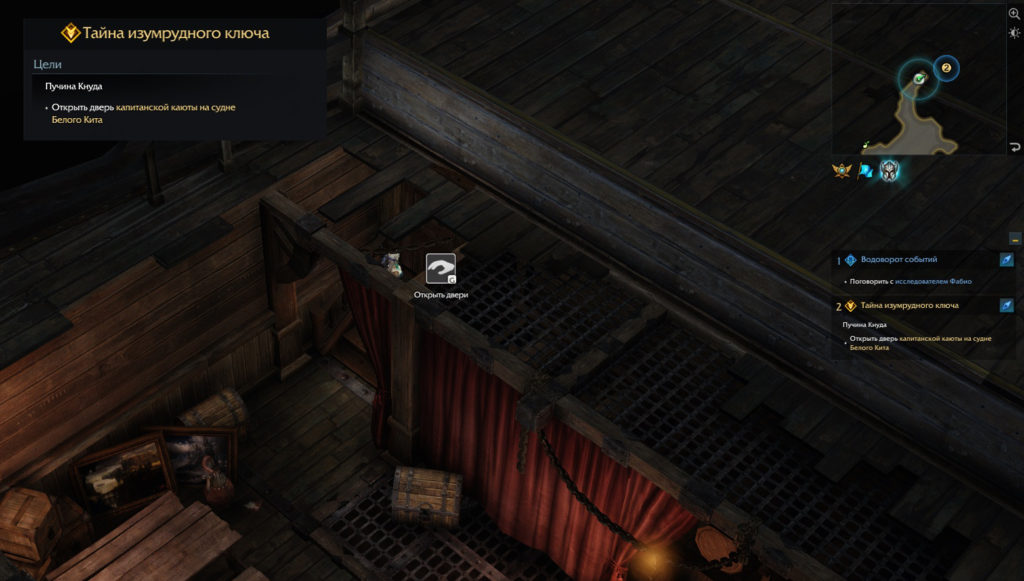 Тайна изумрудного ключа
Цели
Пучина Кнуда
• Открыть дверь капитанской каюты на судне
Белого Кита
2
G
Открыть двери
1 Водоворот событий
• Поговорить с исследователем Фабио
2 Тайна изумрудного ключа
Пучина Кнуда
• Открыть дверь капитанской каюты на судне
Белого Кита